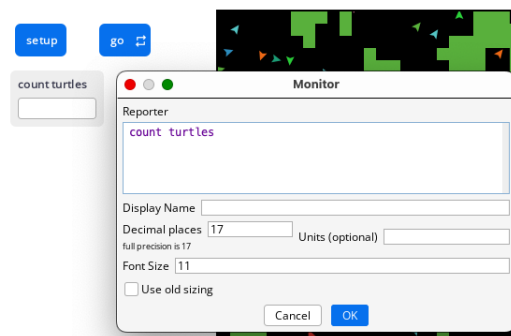 setup
go
count turtles
Monitor
Reporter
count turtles
Display Name
Decimal places 17
full precision is 17
Units (optional)
Font Size 11
Use old sizing
Cancel OK